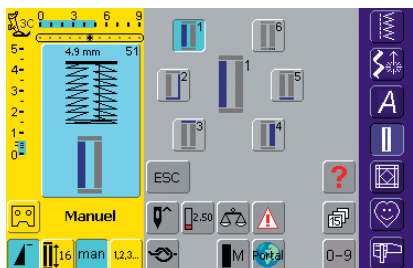 3C 0 3 6 9
5- 4.9 mm 51
4-
3-
2-
1-
0
1
6
2
1
5
3
4
A
ESC ?
Manuel 2.50 15
16 man 1,2,3... M Portal 0-9